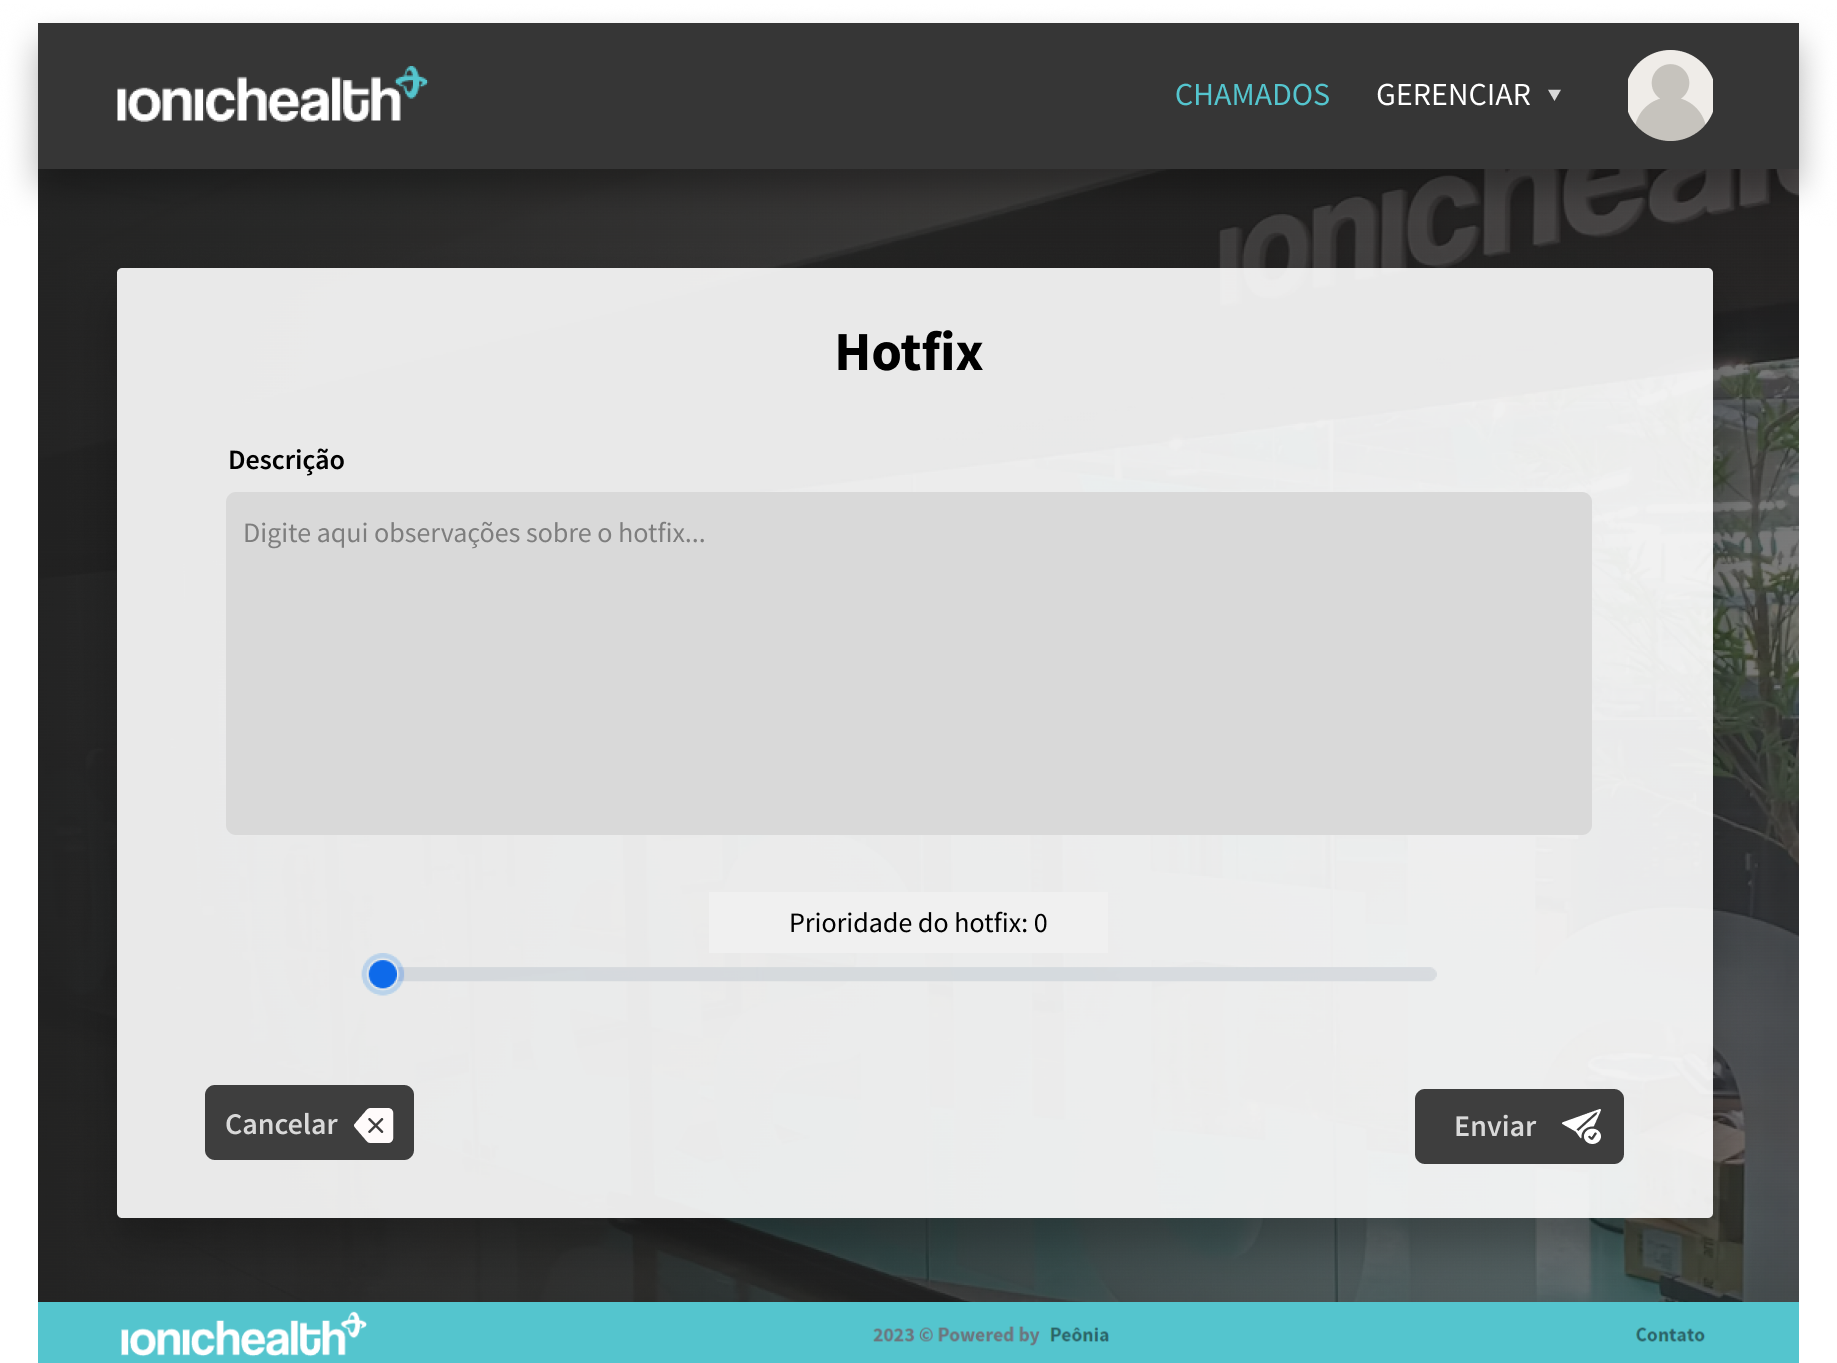 ionichealth
CHAMADOS
GERENCIAR
ionicheal
Hotfix
Descrição
Digite aqui observações sobre o hotfix...
Prioridade do hotfix: 0
Cancelar
Enviar
ionichealth
2023 © Powered by Peônia
Contato